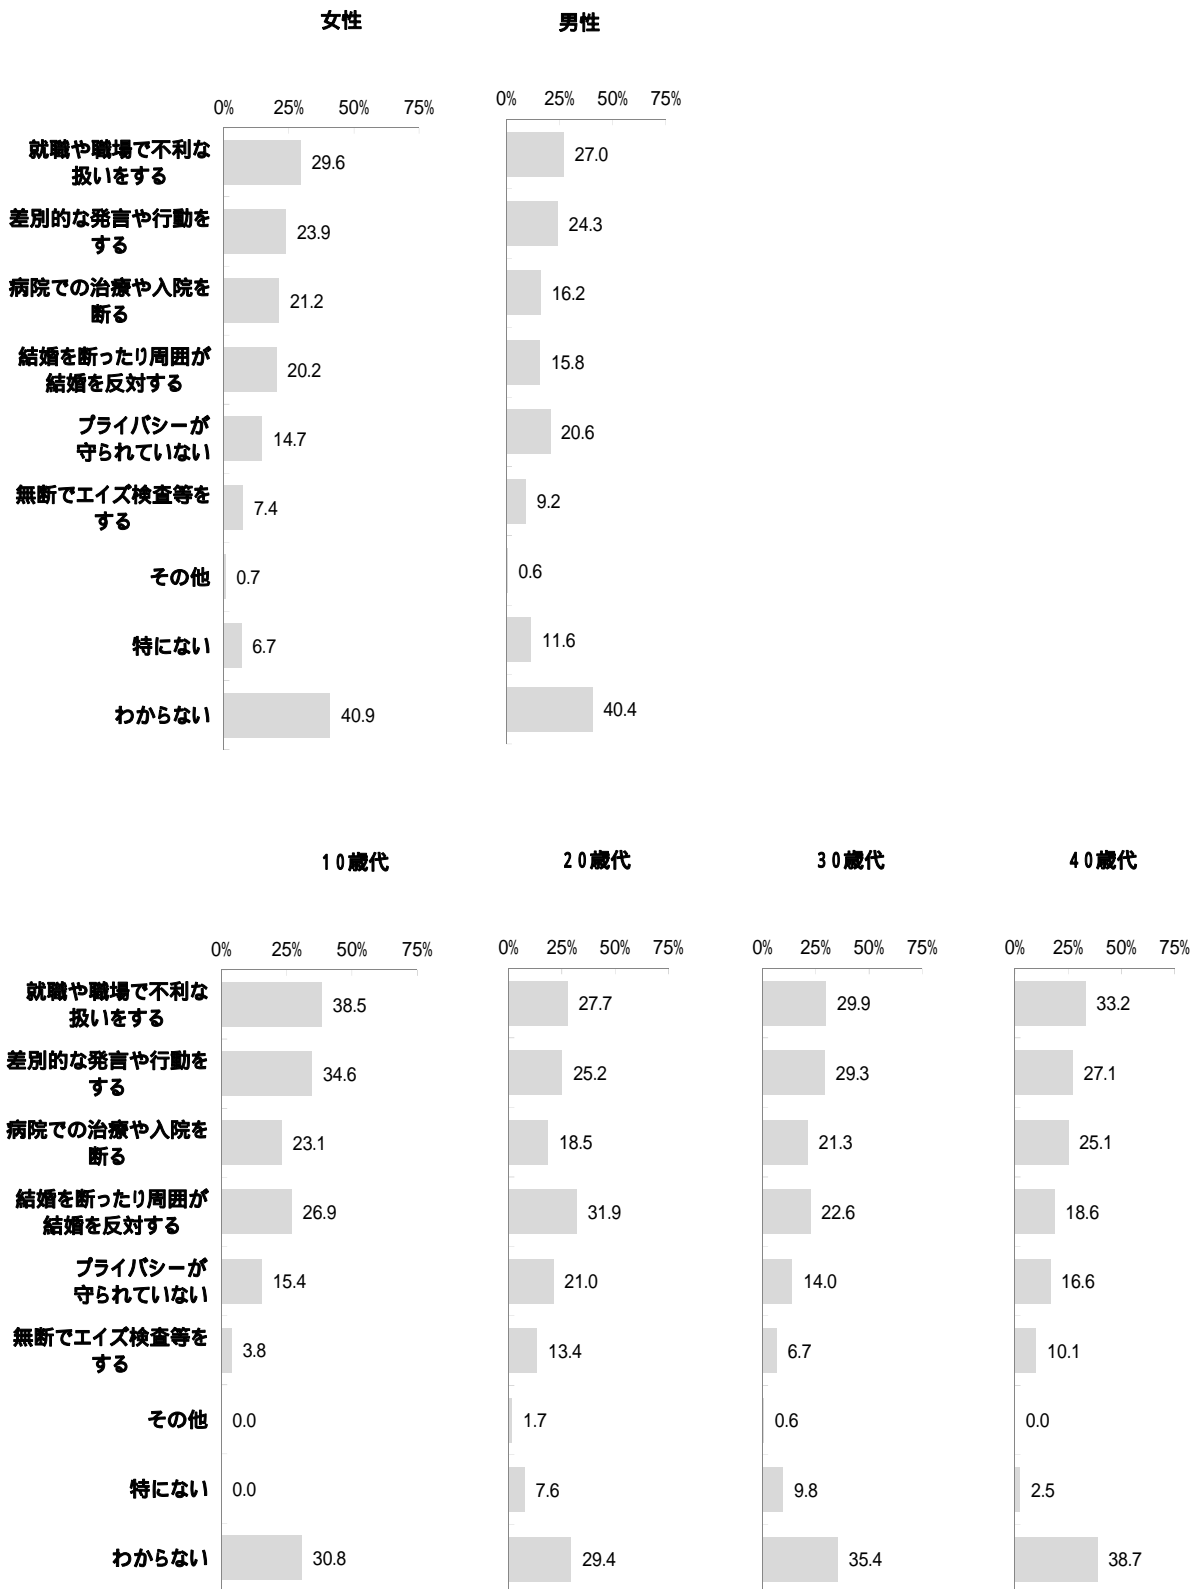 女性 男性
0% 25% 50% 75% 0% 25% 50% 75%
就職や職場で不利な
扱いをする
29.6 27.0
差別的な発言や行動を
する
23.9 24.3
病院での治療や入院を
断る
21.2 16.2
結婚を断ったり周囲が
結婚を反対する
20.2 15.8
プライバシーが
守られていない
14.7 20.6
無断でエイズ検査等を
する
7.4 9.2
その他 0.7 0.6
特にない 6.7 11.6
わからない 40.9 40.4
10歳代 20歳代 30歳代 40歳代
0% 25% 50% 75% 0% 25% 50% 75% 0% 25% 50% 75% 0% 25% 50% 75%
就職や職場で不利な
扱いをする
38.5 27.7 29.9 33.2
差別的な発言や行動を
する
34.6 25.2 29.3 27.1
病院での治療や入院を
断る
23.1 18.5 21.3 25.1
結婚を断ったり周囲が
結婚を反対する
26.9 31.9 22.6 18.6
プライバシーが
守られていない
15.4 21.0 14.0 16.6
無断でエイズ検査等を
する
3.8 13.4 6.7 10.1
その他 0.0 1.7 0.6 0.0
特にない 0.0 7.6 9.8 2.5
わからない 30.8 29.4 35.4 38.7